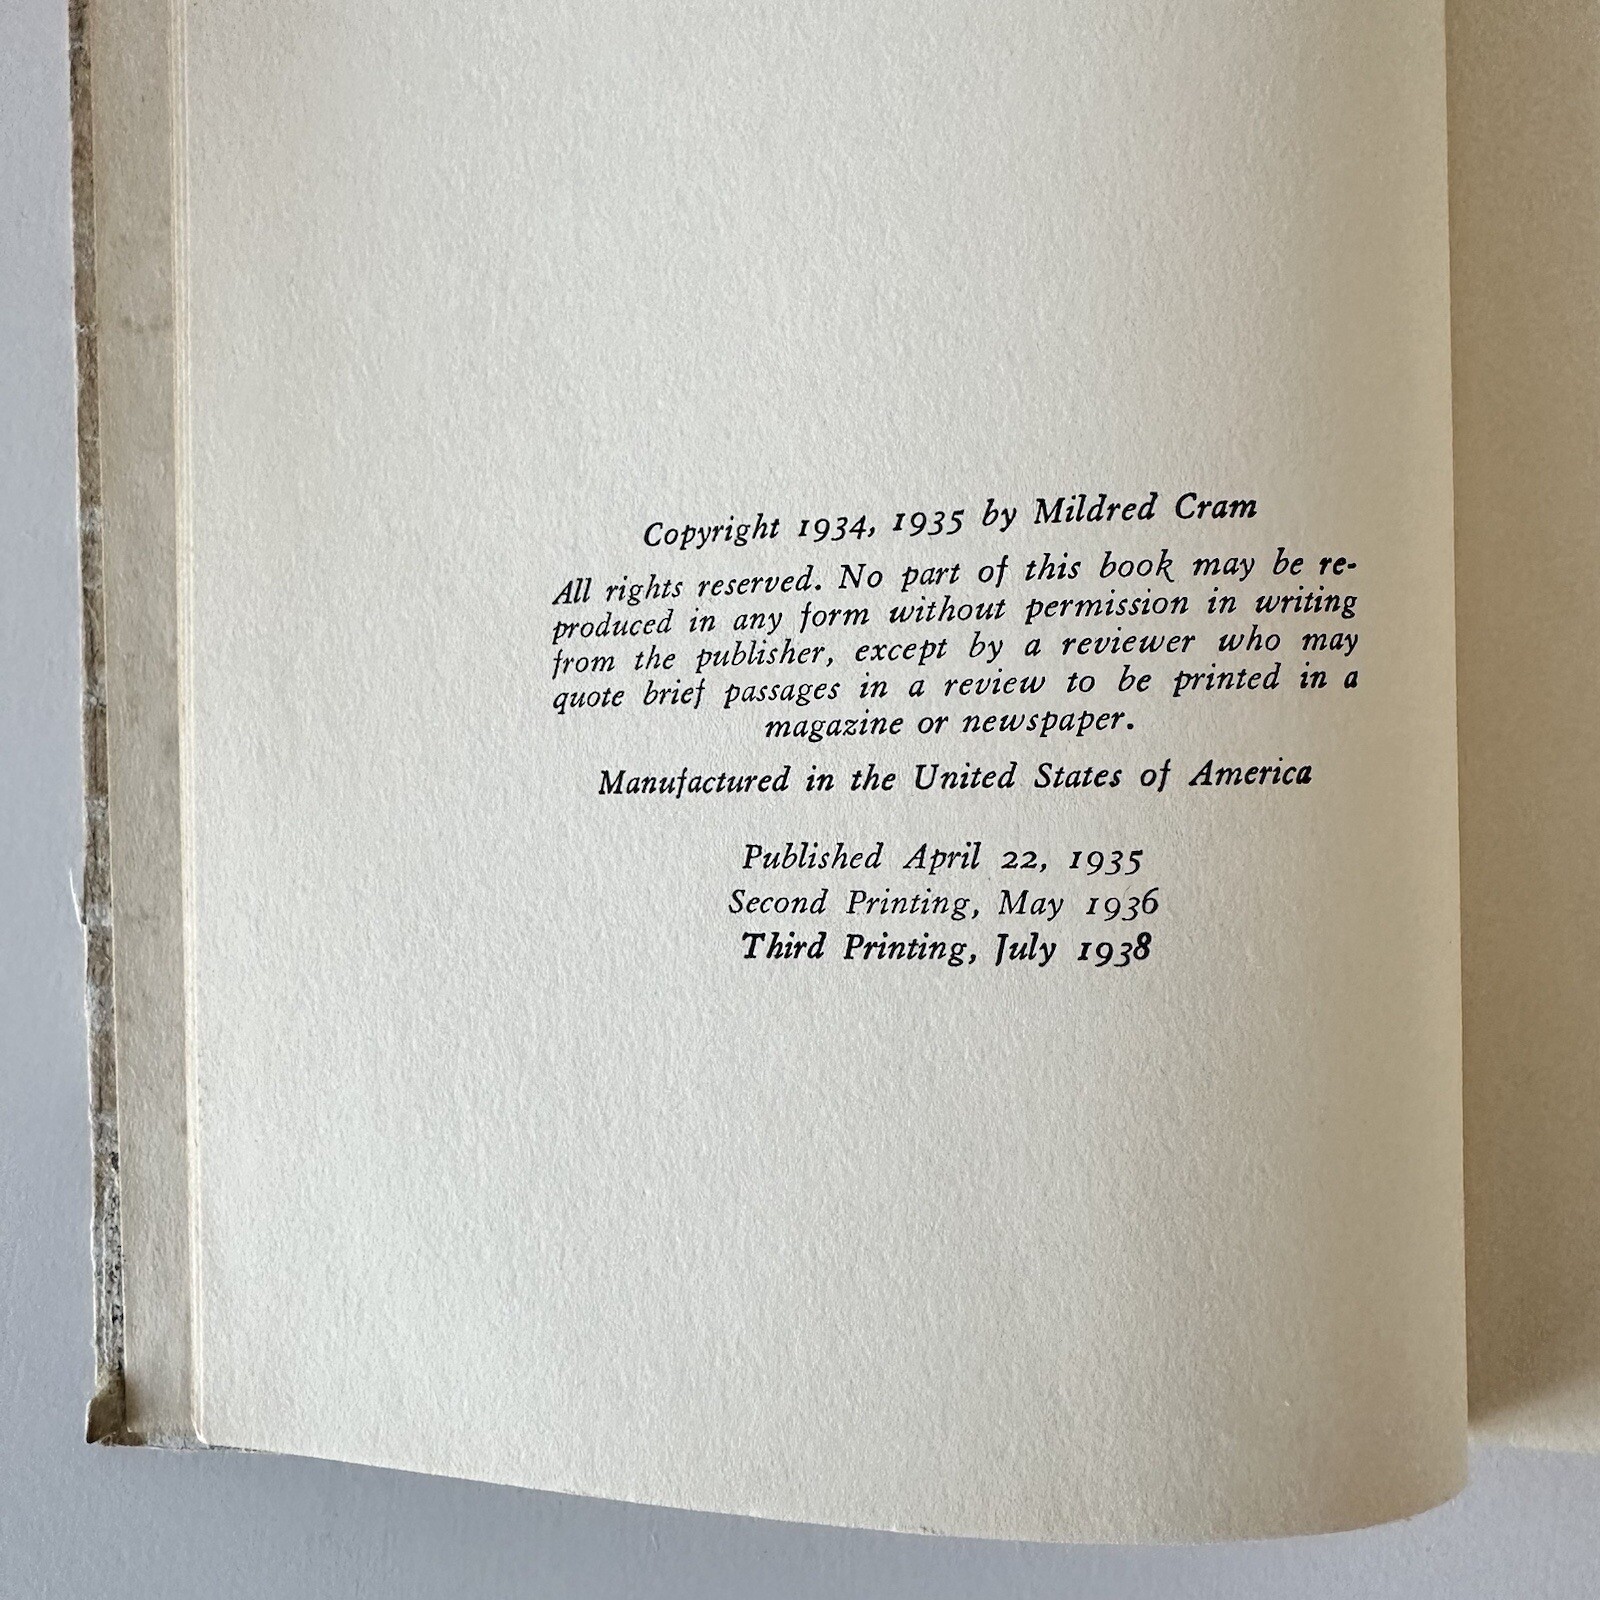 Copyright 1934, 1935 by Mildred Cram
All rights reserved. No part of this book may be re-
produced in any form without permission in writing
from the publisher, except by a reviewer who may
quote brief passages in a review to be printed in a
magazine or newspaper.
Manufactured in the United States of America
Published April 22, 1935
Second Printing, May 1936
Third Printing, July 1938